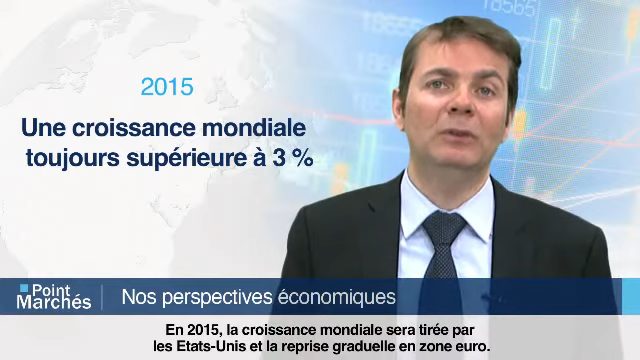 2015
Une croissance mondiale
toujours supérieure à 3 %
Point
Marchés
Nos perspectives économiques
En 2015, la croissance mondiale sera tirée par
les Etats-Unis et la reprise graduelle en zone euro.